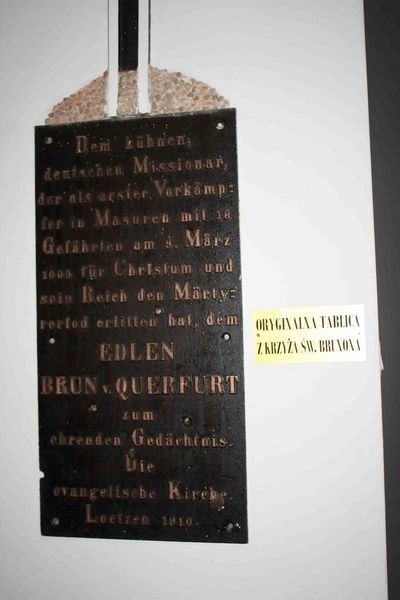 Dem kühnen,
deutschen Missionar,
der als erster Vorkämp=
fer in Masuren mit 18
Gefährten am 9. März
1009 für Christum und
sein Reich den Märty=
rertod erlitten hat, dem
EDLEN
BRUN v. QUERFURT
zum
ehrenden Gedächtnis.
Die
evangelische Kirche.
Loetzen 1910.
ORYGINALNA TABLICA
Z KRZYŻA ŚW. BRUNONA